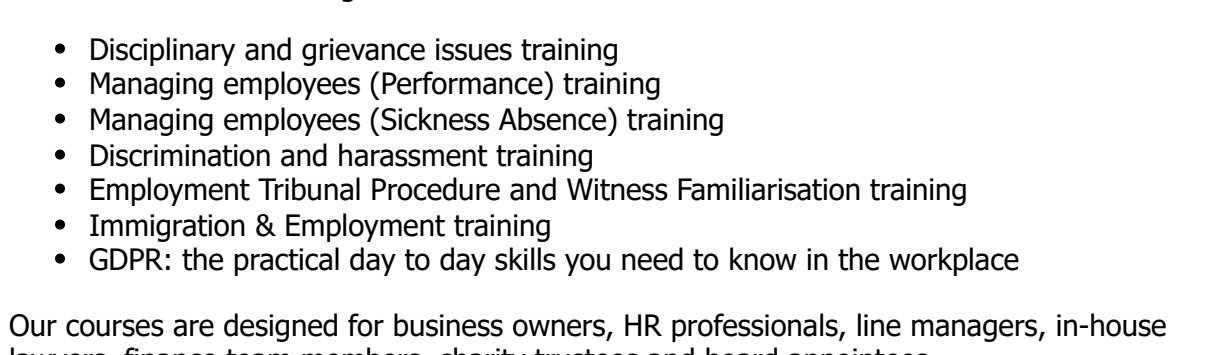 • Disciplinary and grievance issues training
• Managing employees (Performance) training
• Managing employees (Sickness Absence) training
• Discrimination and harassment training
• Employment Tribunal Procedure and Witness Familiarisation training
• Immigration & Employment training
• GDPR: the practical day to day skills you need to know in the workplace
Our courses are designed for business owners, HR professionals, line managers, in-house
lawyers, finance team members, charity trustees and board appointees